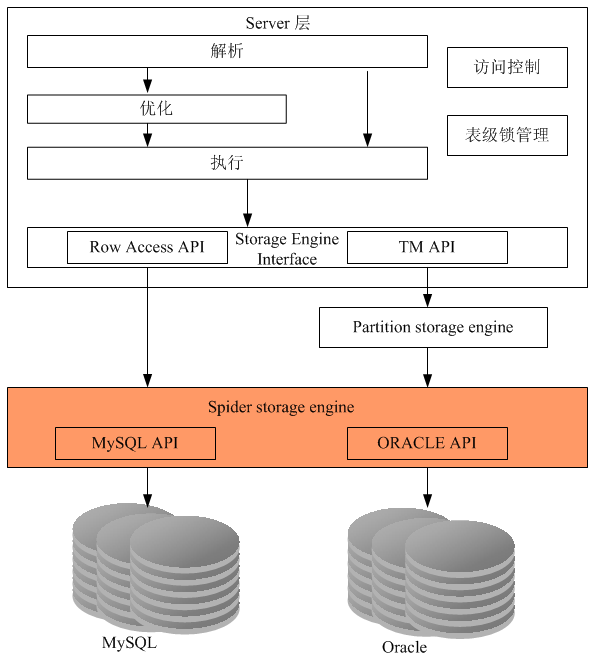 Server 层
解析
访问控制
优化
表级锁管理
执行
Row Access API
Storage Engine
Interface
TM API
Partition storage engine
Spider storage engine
MySQL API
ORACLE API
MySQL
Oracle